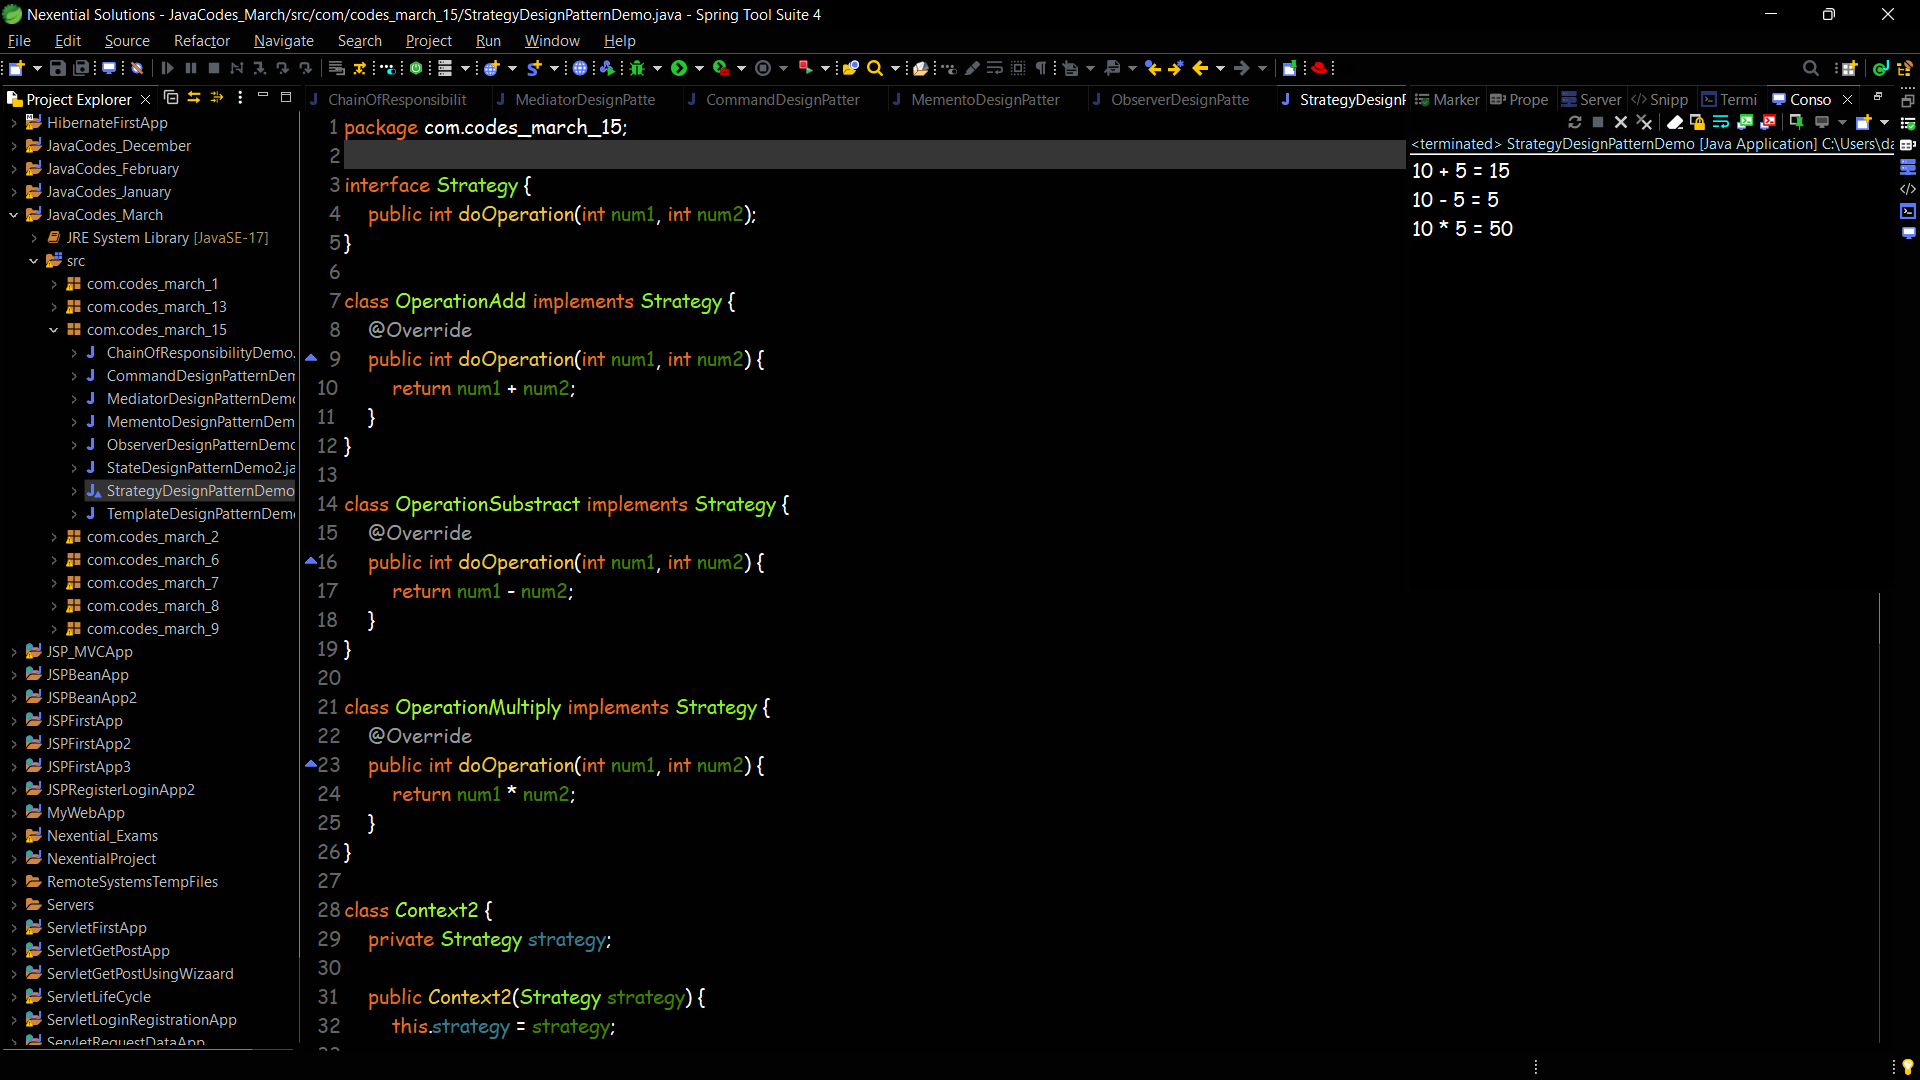 Nexential Solutions - JavaCodes_March/src/com/codes_march_15/StrategyDesignPatternDemo.java - Spring Tool Suite 4
File Edit Source Refactor Navigate Search Project Run Window Help
Project Explorer
HibernateFirstApp
JavaCodes_December
JavaCodes_February
JavaCodes_January
JavaCodes_March
JRE System Library [JavaSE-17]
src
com.codes_march_1
com.codes_march_13
com.codes_march_15
ChainOfResponsibilityDemo.
CommandDesignPatternDem
MediatorDesignPatternDemo
MementoDesignPatternDem
ObserverDesignPatternDemo
StateDesignPatternDemo2.ja
StrategyDesignPatternDemo
TemplateDesignPatternDem
com.codes_march_2
com.codes_march_6
com.codes_march_7
com.codes_march_8
com.codes_march_9
JSP_MVCApp
JSPBeanApp
JSPBeanApp2
JSPFirstApp
JSPFirstApp2
JSPFirstApp3
JSPRegisterLoginApp2
MyWebApp
Nexential_Exams
NexentialProject
RemoteSystemsTempFiles
Servers
ServletFirstApp
ServletGetPostApp
ServletGetPostUsingWizaard
ServletLifeCycle
ServletLoginRegistrationApp
ServletRequestDataApp
ChainOfResponsibilit MediatorDesignPatte CommandDesignPatter MementoDesignPatter ObserverDesignPatte StrategyDesignF
1 package com.codes_march_15;
2
3 interface Strategy {
4 public int doOperation(int num1, int num2);
5 }
6
7 class OperationAdd implements Strategy {
8 @Override
9 public int doOperation(int num1, int num2) {
10 return num1 + num2;
11 }
12 }
13
14 class OperationSubstract implements Strategy {
15 @Override
16 public int doOperation(int num1, int num2) {
17 return num1 - num2;
18 }
19 }
20
21 class OperationMultiply implements Strategy {
22 @Override
23 public int doOperation(int num1, int num2) {
24 return num1 * num2;
25 }
26 }
27
28 class Context2 {
29 private Strategy strategy;
30
31 public Context2(Strategy strategy) {
32 this.strategy = strategy;
Marker Prope Server Snipp Termi Conso
<terminated> StrategyDesignPatternDemo [Java Application] C:\Users\da
10 + 5 = 15
10 - 5 = 5
10 * 5 = 50